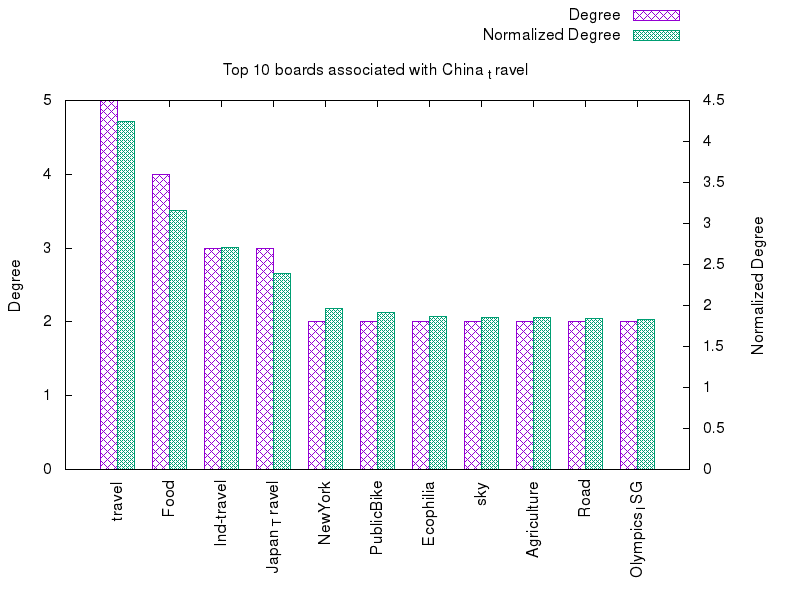 Degree
Normalized Degree
Top 10 boards associated with China t ravel
5
4
3
2
1
0
4.5
4
3.5
3
2.5
2
1.5
1
0.5
0
Degree
Normalized Degree
travel
Food
Ind-travel
Japan T ravel
NewYork
PublicBike
Ecophilia
sky
Agriculture
Road
Olympics I SG